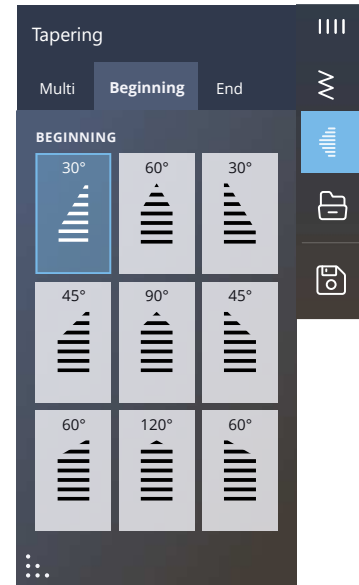 Tapering
Multi Beginning End
BEGINNING
30° 60° 30°
45° 90° 45°
60° 120° 60°